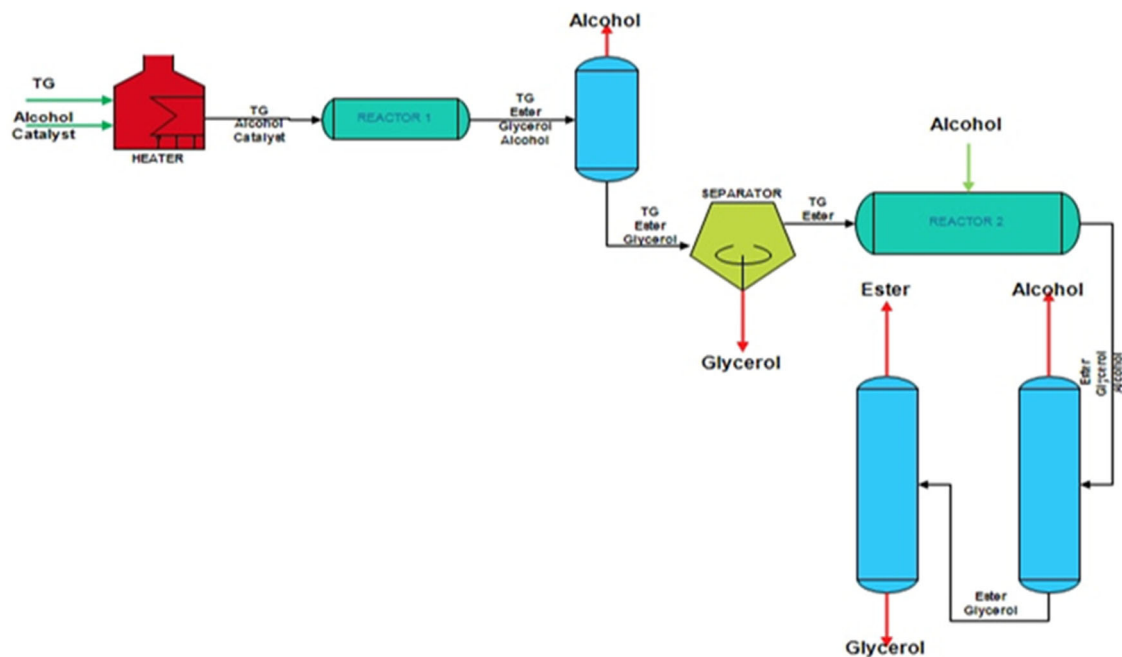 Alcohol
TG
Alcohol
Catalyst
HEATER
TG
Alcohol
Catalyst
REACTOR 1
TG
Ester
Glycerol
Alcohol
TG
Ester
Glycerol
SEPARATOR
Glycerol
TG
Ester
Alcohol
REACTOR 2
Ester
Glycerol
Alcohol
Alcohol
Ester
Glycerol
Ester
Glycerol